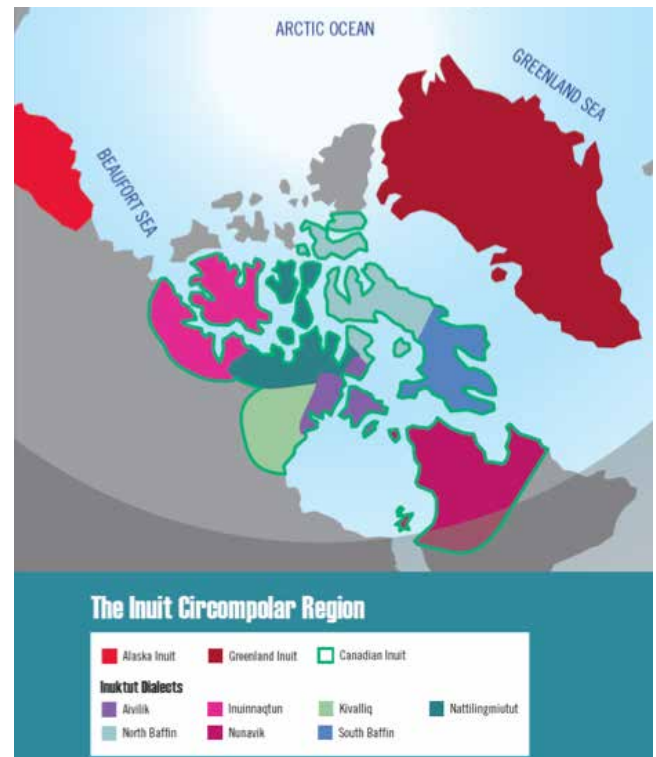 ARCTIC OCEAN
GREENLAND SEA
BEAUFORT SEA
The Inuit Circompolar Region
Alaska Inuit Greenland Inuit Canadian Inuit
Inuktut Dialects
Aivilik Inuinnaqtun Kivalliq Nattilingmiutut
North Baffin Nunavik South Baffin